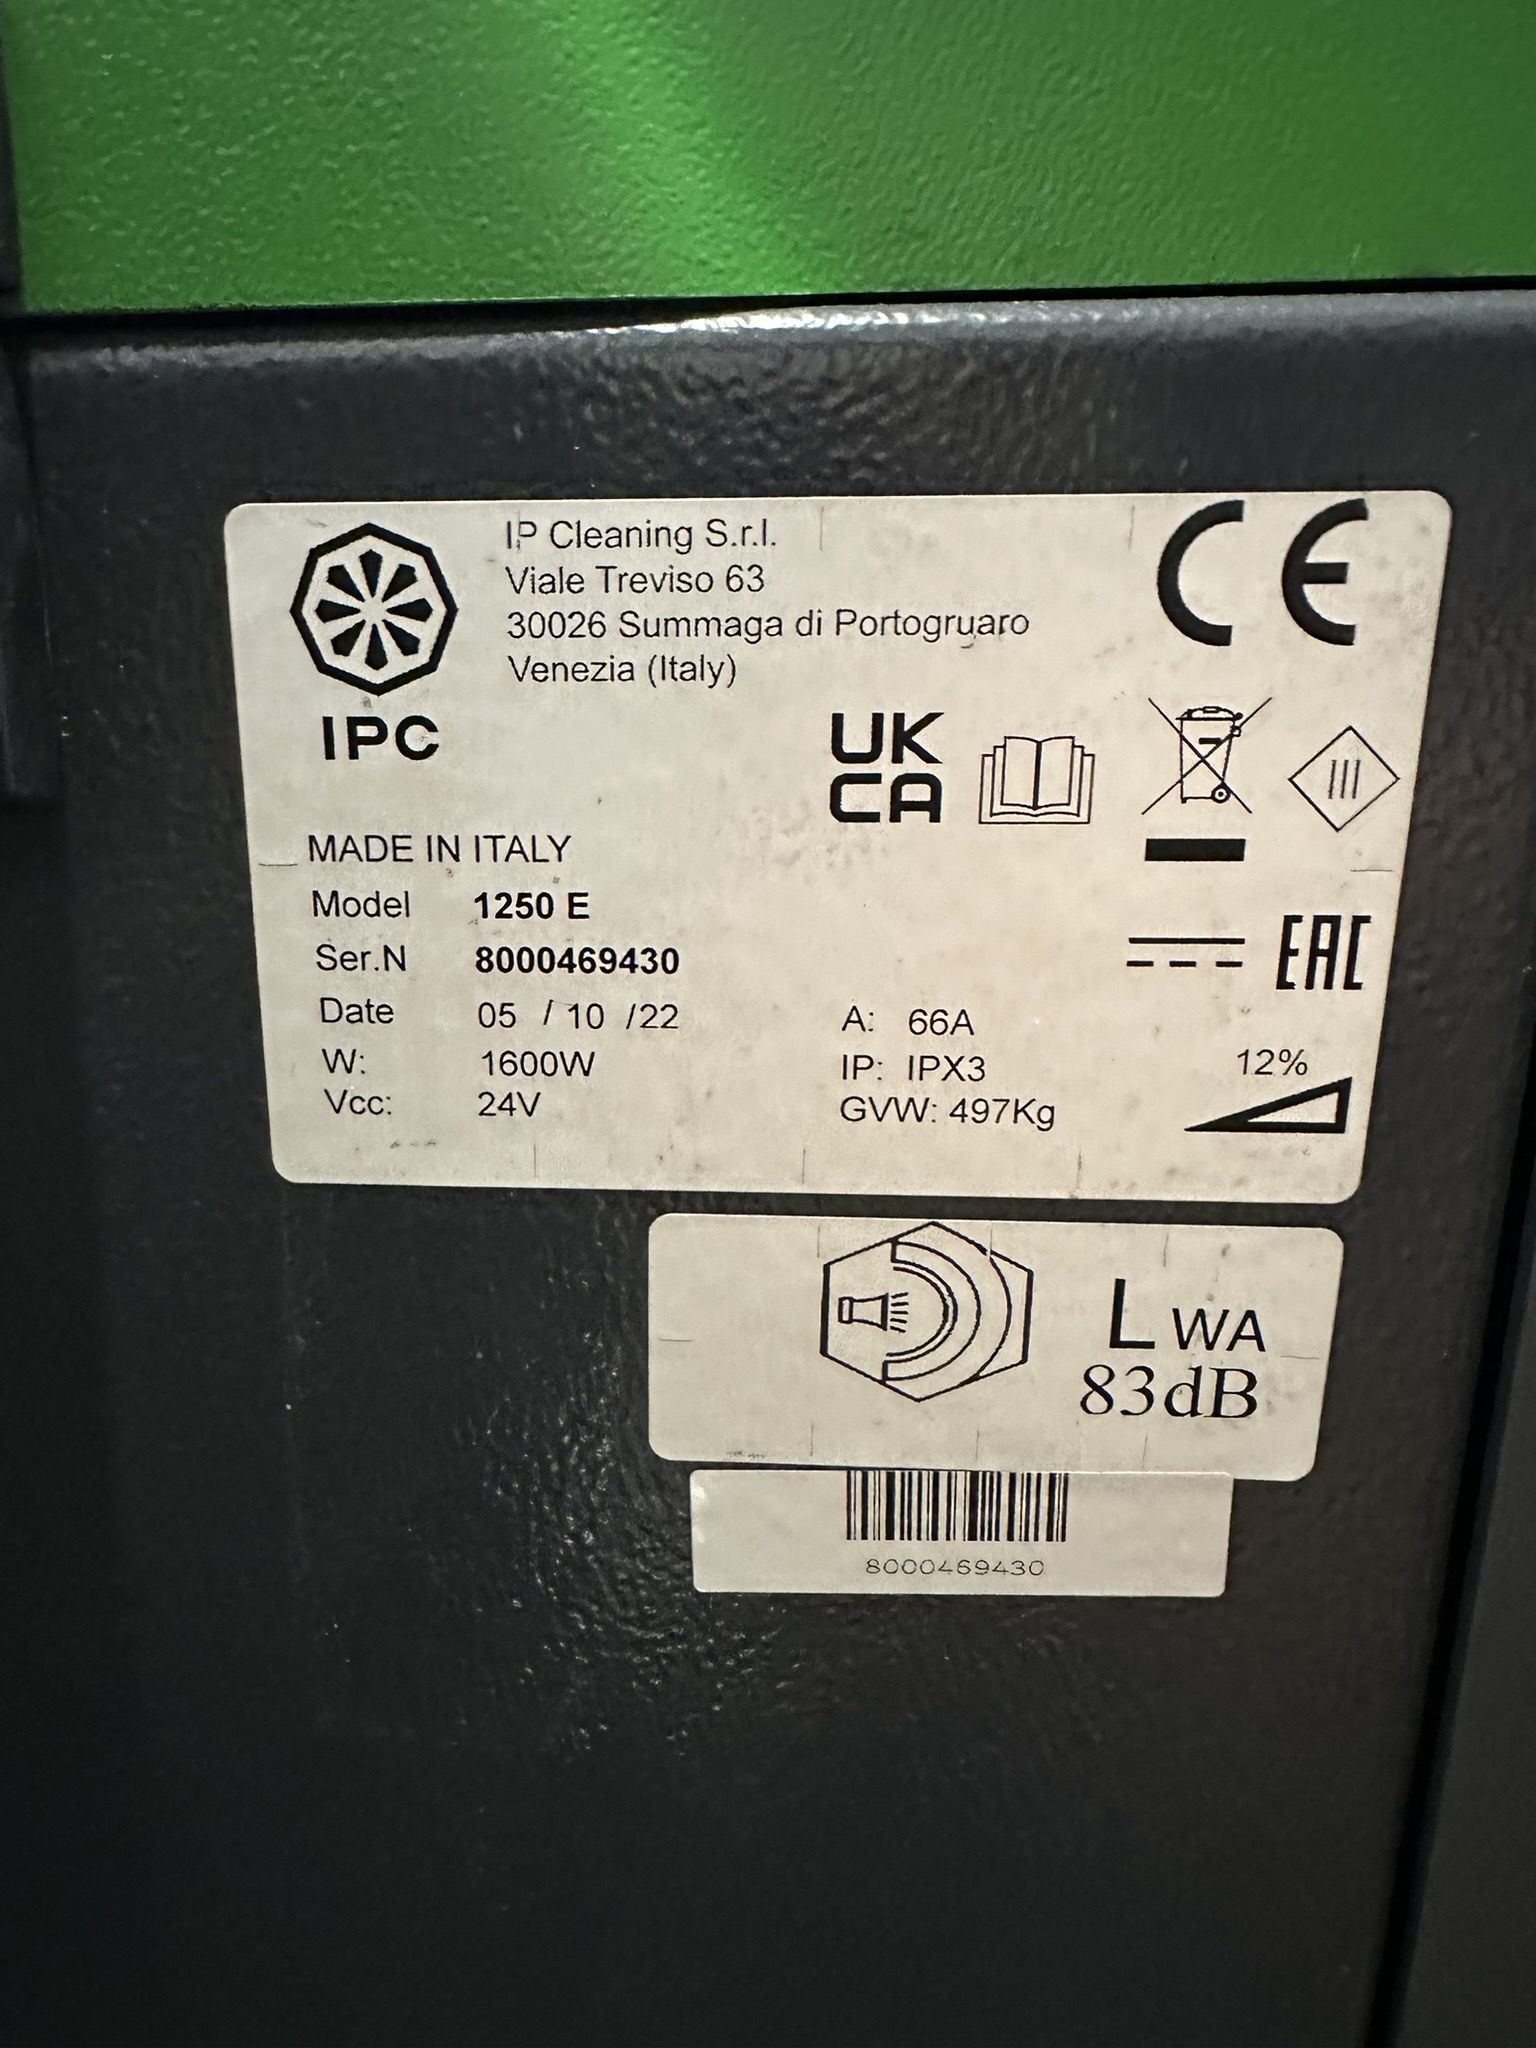 IP Cleaning S.r.l.
Viale Treviso 63
30026 Summaga di Portogruaro
Venezia (Italy)
CE
IPC
UK
CA
MADE IN ITALY
Model 1250 E
Ser.N 8000469430
EAC
Date 05 / 10 /22
A: 66A
W: 1600W
IP: IPX3
12%
Vcc: 24V
GVW: 497Kg
LWA
83dB
8000469430